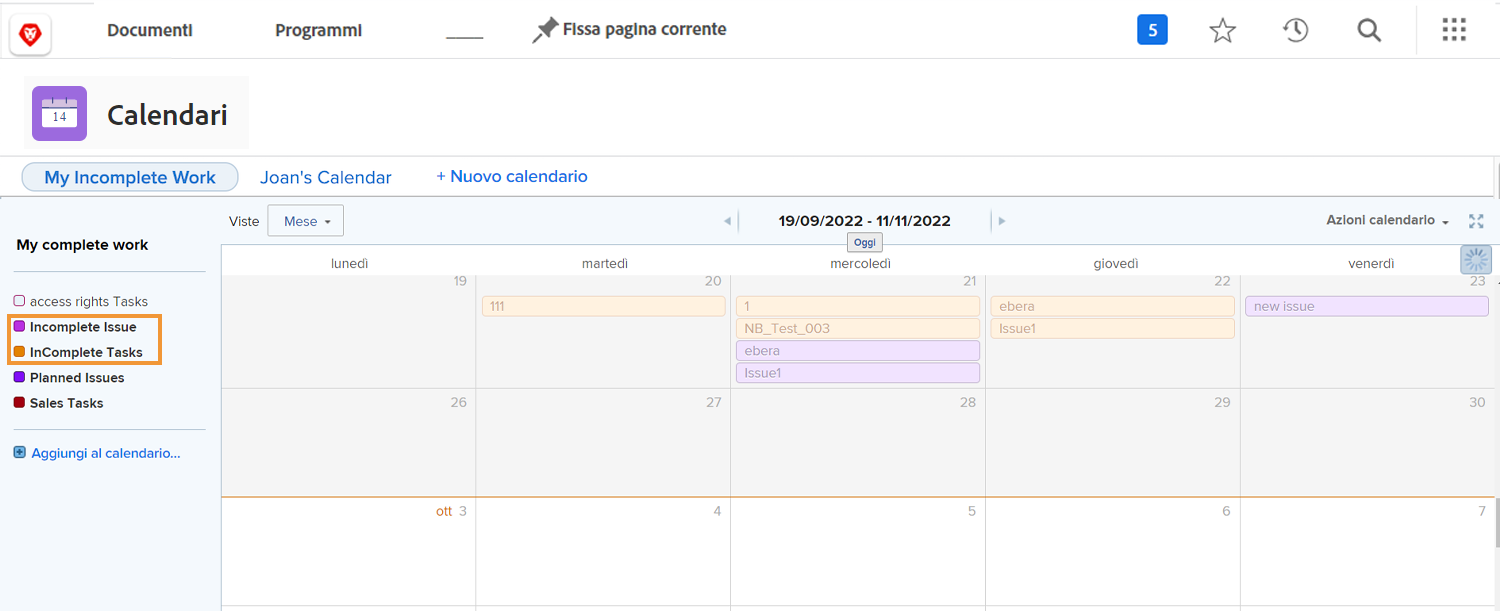 Documenti Programmi Fissa pagina corrente 5
14 Calendari
My Incomplete Work Joan's Calendar + Nuovo calendario
Viste Mese 19/09/2022 - 11/11/2022 Azioni calendario
Oggi
My complete work
access rights Tasks
Incomplete Issue
InComplete Tasks
Planned Issues
Sales Tasks
Aggiungi al calendario...
lunedì martedì mercoledì giovedì venerdì
19 20 21 22 23
111 1 ebera new issue
NB_Test_003 Issue1
ebera
Issue1
26 27 28 29 30
ott 3 4 5 6 7